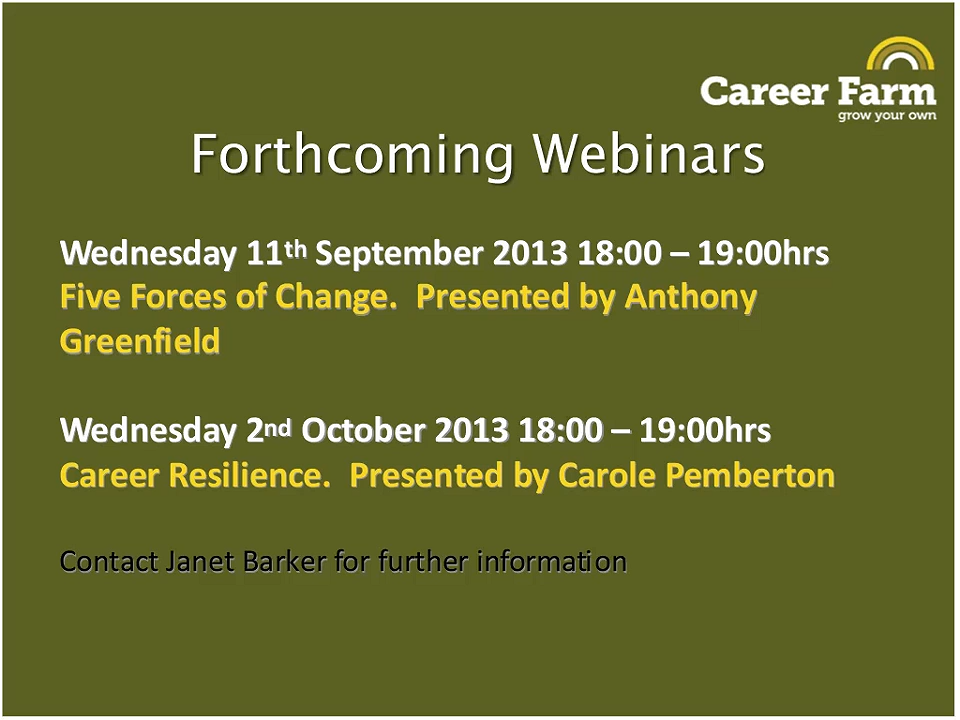 Career Farm
grow your own
Forthcoming Webinars
Wednesday 11th September 2013 18:00 – 19:00hrs
Five Forces of Change.  Presented by Anthony
Greenfield
Wednesday 2nd October 2013 18:00 – 19:00hrs
Career Resilience.  Presented by Carole Pemberton
Contact Janet Barker for further information